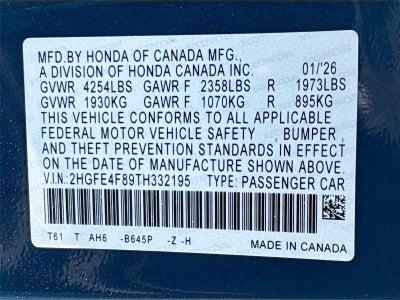 MFD.BY HONDA OF CANADA MFG.,
A DIVISION OF HONDA CANADA INC. 01/'26
GVWR 4254LBS GAWR F 2358LBS R 1973LBS
GVWR 1930KG GAWR F 1070KG R 895KG
THIS VEHICLE CONFORMS TO ALL APPLICABLE
FEDERAL MOTOR VEHICLE SAFETY , BUMPER ,
AND THEFT PREVENTION STANDARDS IN EFFECT
ON THE DATE OF MANUFACTURE SHOWN ABOVE.
V.I.N.:2HGFE4F89TH332195 TYPE: PASSENGER CAR
T61 T AH6 -B645P -Z -H
MADE IN CANADA